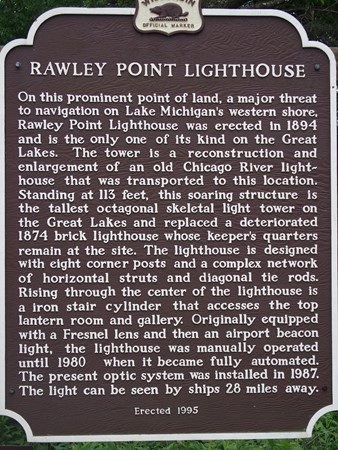 OFFICIAL MARKER
RAWLEY POINT LIGHTHOUSE
On this prominent point of land, a major threat
to navigation on Lake Michigan's western shore,
Rawley Point Lighthouse was erected in 1894
and is the only one of its kind on the Great
Lakes. The tower is a reconstruction and
enlargement of an old Chicago River light-
house that was transported to this location.
Standing at 113 feet, this soaring structure is
the tallest octagonal skeletal light tower on
the Great Lakes and replaced a deteriorated
1874 brick lighthouse whose keeper's quarters
remain at the site. The lighthouse is designed
with eight corner posts and a complex network
of horizontal struts and diagonal tie rods.
Rising through the center of the lighthouse is
a iron stair cylinder that accesses the top
lantern room and gallery. Originally equipped
with a Fresnel lens and then an airport beacon
light, the lighthouse was manually operated
until 1980 when it became fully automated.
The present optic system was installed in 1987.
The light can be seen by ships 28 miles away.
Erected 1995